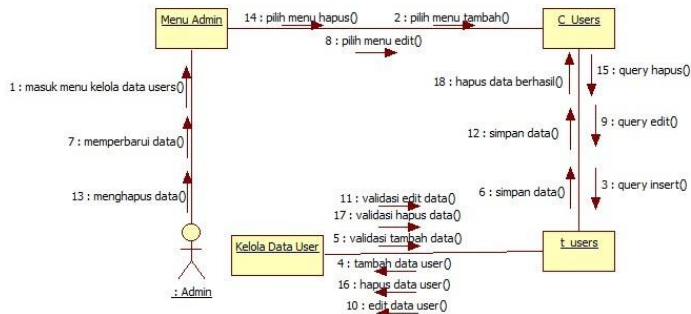 Menu Admin
14 : pilih menu hapus()
2 : pilih menu tambah()
C_Users
8 : pilih menu edit()
1 : masuk menu kelola data users()
18 : hapus data berhasil()
15 : query hapus()
7 : memperbarui data()
12 : simpan data()
9 : query edit()
13 : menghapus data()
6 : simpan data()
3 : query insert()
11 : validasi edit data()
17 : validasi hapus data()
5 : validasi tambah data()
Kelola Data User
t_users
4 : tambah data user()
16 : hapus data user()
10 : edit data user()
: Admin